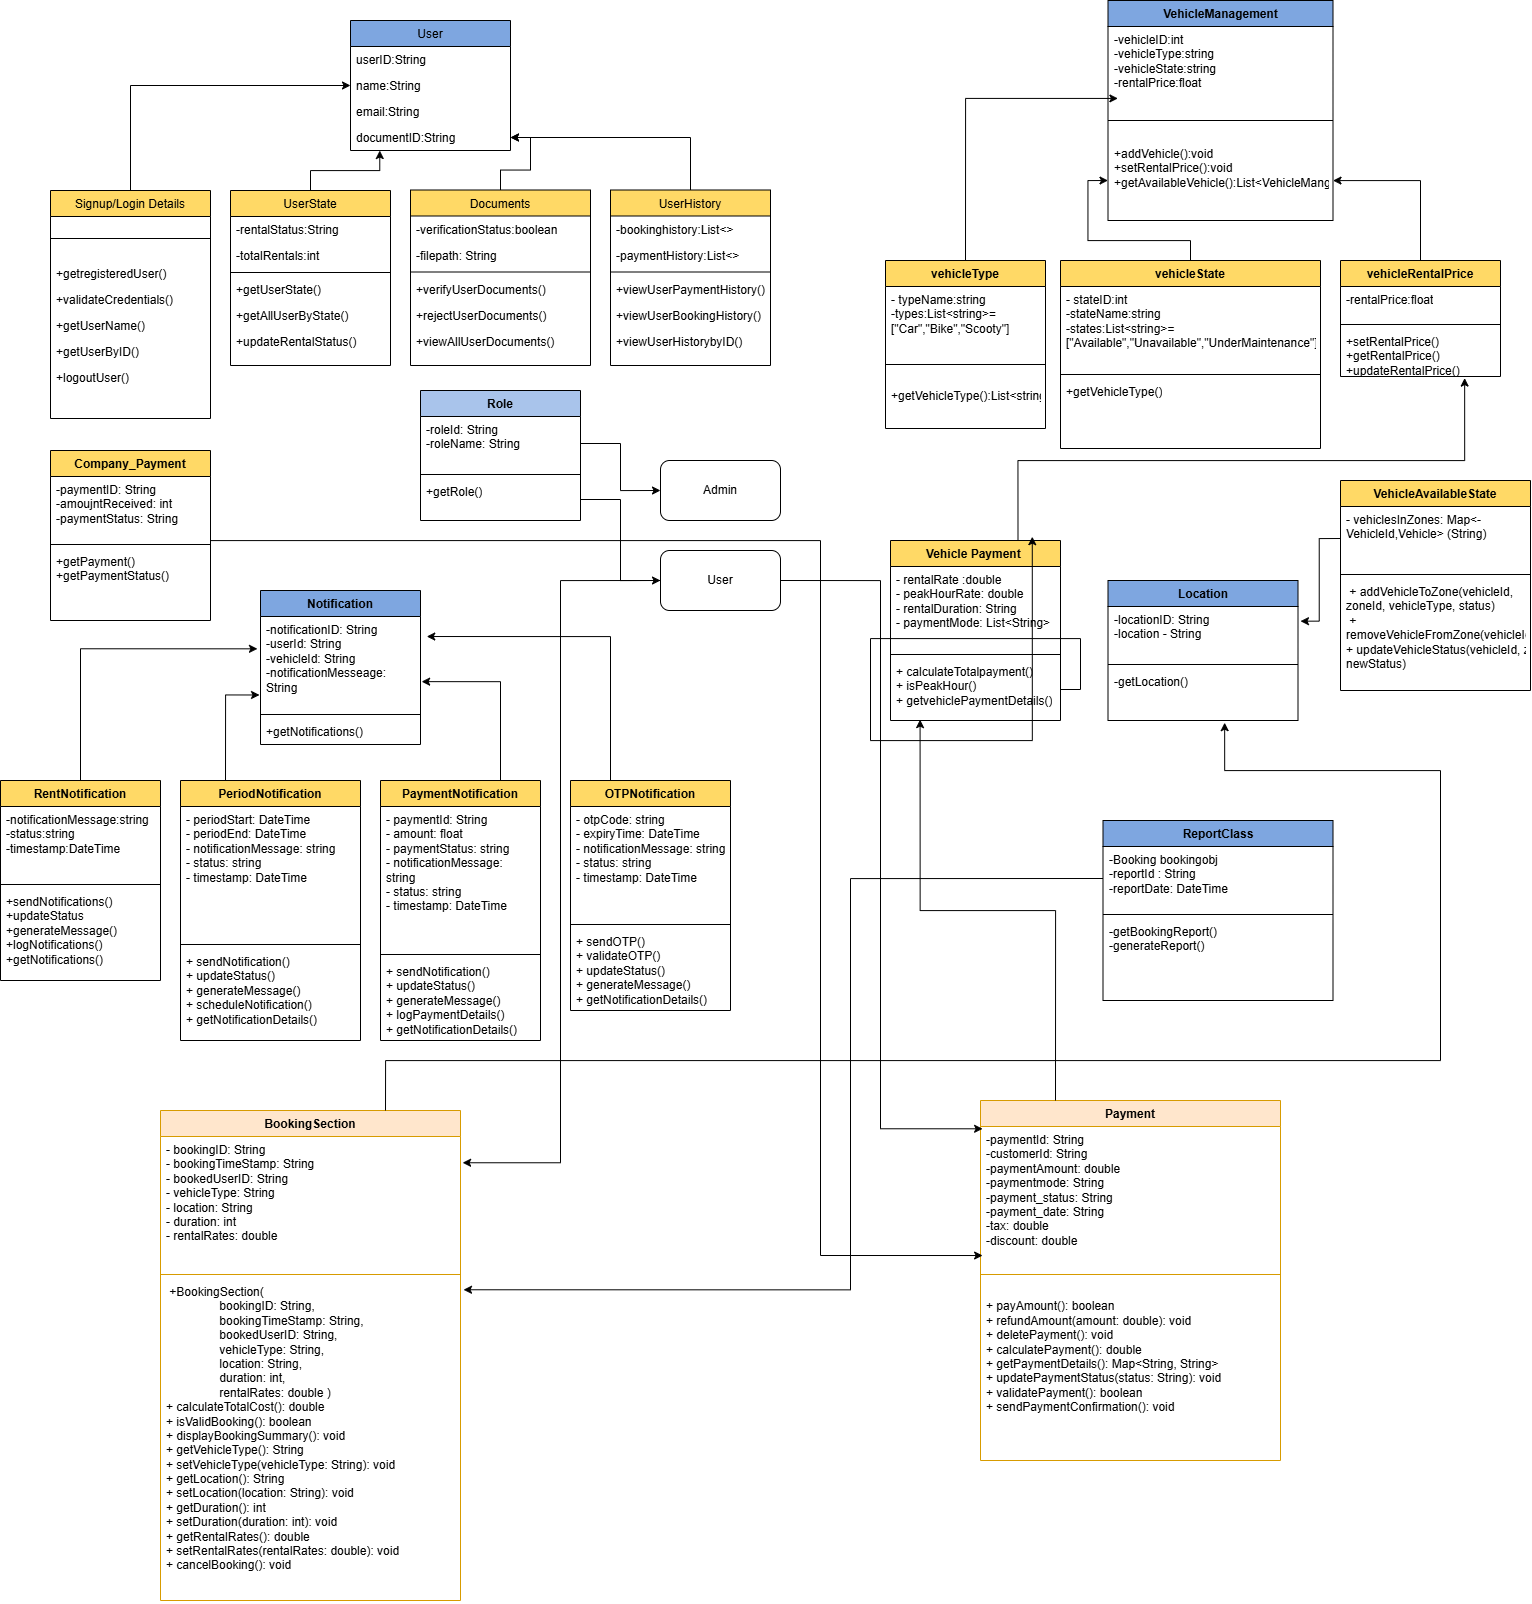 User
userID:String
name:String
email:String
documentID:String
VehicleManagement
-vehicleID:int
-vehicleType:string
-vehicleState:string
-rentalPrice:float
+addVehicle():void
+setRentalPrice():void
+getAvailableVehicle():List<VehicleMang
Signup/Login Details
+getregisteredUser()
+validateCredentials()
+getUserName()
+getUserByID()
+logoutUser()
UserState
-rentalStatus:String
-totalRentals:int
+getUserState()
+getAllUserByState()
+updateRentalStatus()
Documents
-verificationStatus:boolean
-filepath: String
+verifyUserDocuments()
+rejectUserDocuments()
+viewAllUserDocuments()
UserHistory
-bookinghistory:List<>
-paymentHistory:List<>
+viewUserPaymentHistory()
+viewUserBookingHistory()
+viewUserHistorybyID()
vehicleType
- typeName:string
-types:List<string>=
["Car","Bike","Scooty"]
+getVehicleType():List<string
vehicleState
- stateID:int
-stateName:string
-states:List<string>=
["Available","Unavailable","UnderMaintenance"]
+getVehicleType()
vehicleRentalPrice
-rentalPrice:float
+setRentalPrice()
+getRentalPrice()
+updateRentalPrice()
Role
-roleId: String
-roleName: String
+getRole()
Admin
User
Company_Payment
-paymentID: String
-amoujntReceived: int
-paymentStatus: String
+getPayment()
+getPaymentStatus()
Vehicle Payment
- rentalRate :double
- peakHourRate: double
- rentalDuration: String
- paymentMode: List<String>
+ calculateTotalpayment()
+ isPeakHour()
+ getvehiclePaymentDetails()
VehicleAvailableState
- vehiclesInZones: Map<-
VehicleId,Vehicle> (String)
+ addVehicleToZone(vehicleId,
zoneId, vehicleType, status)
+
removeVehicleFromZone(vehicleI
+ updateVehicleStatus(vehicleId, z
newStatus)
Location
-locationID: String
-location - String
-getLocation()
Notification
-notificationID: String
-userId: String
-vehicleId: String
-notificationMesseage:
String
+getNotifications()
RentNotification
-notificationMessage:string
-status:string
-timestamp:DateTime
+sendNotifications()
+updateStatus
+generateMessage()
+logNotifications()
+getNotifications()
PeriodNotification
- periodStart: DateTime
- periodEnd: DateTime
- notificationMessage: string
- status: string
- timestamp: DateTime
+ sendNotification()
+ updateStatus()
+ generateMessage()
+ scheduleNotification()
+ getNotificationDetails()
PaymentNotification
- paymentId: String
- amount: float
- paymentStatus: string
- notificationMessage:
string
- status: string
- timestamp: DateTime
+ sendNotification()
+ updateStatus()
+ generateMessage()
+ logPaymentDetails()
+ getNotificationDetails()
OTPNotification
- otpCode: string
- expiryTime: DateTime
- notificationMessage: string
- status: string
- timestamp: DateTime
+ sendOTP()
+ validateOTP()
+ updateStatus()
+ generateMessage()
+ getNotificationDetails()
ReportClass
-Booking bookingobj
-reportId : String
-reportDate: DateTime
-getBookingReport()
-generateReport()
BookingSection
- bookingID: String
- bookingTimeStamp: String
- bookedUserID: String
- vehicleType: String
- location: String
- duration: int
- rentalRates: double
+BookingSection(
bookingID: String,
bookingTimeStamp: String,
bookedUserID: String,
vehicleType: String,
location: String,
duration: int,
rentalRates: double )
+ calculateTotalCost(): double
+ isValidBooking(): boolean
+ displayBookingSummary(): void
+ getVehicleType(): String
+ setVehicleType(vehicleType: String): void
+ getLocation(): String
+ setLocation(location: String): void
+ getDuration(): int
+ setDuration(duration: int): void
+ getRentalRates(): double
+ setRentalRates(rentalRates: double): void
+ cancelBooking(): void
Payment
-paymentId: String
-customerId: String
-paymentAmount: double
-paymentmode: String
-payment_status: String
-payment_date: String
-tax: double
-discount: double
+ payAmount(): boolean
+ refundAmount(amount: double): void
+ deletePayment(): void
+ calculatePayment(): double
+ getPaymentDetails(): Map<String, String>
+ updatePaymentStatus(status: String): void
+ validatePayment(): boolean
+ sendPaymentConfirmation(): void